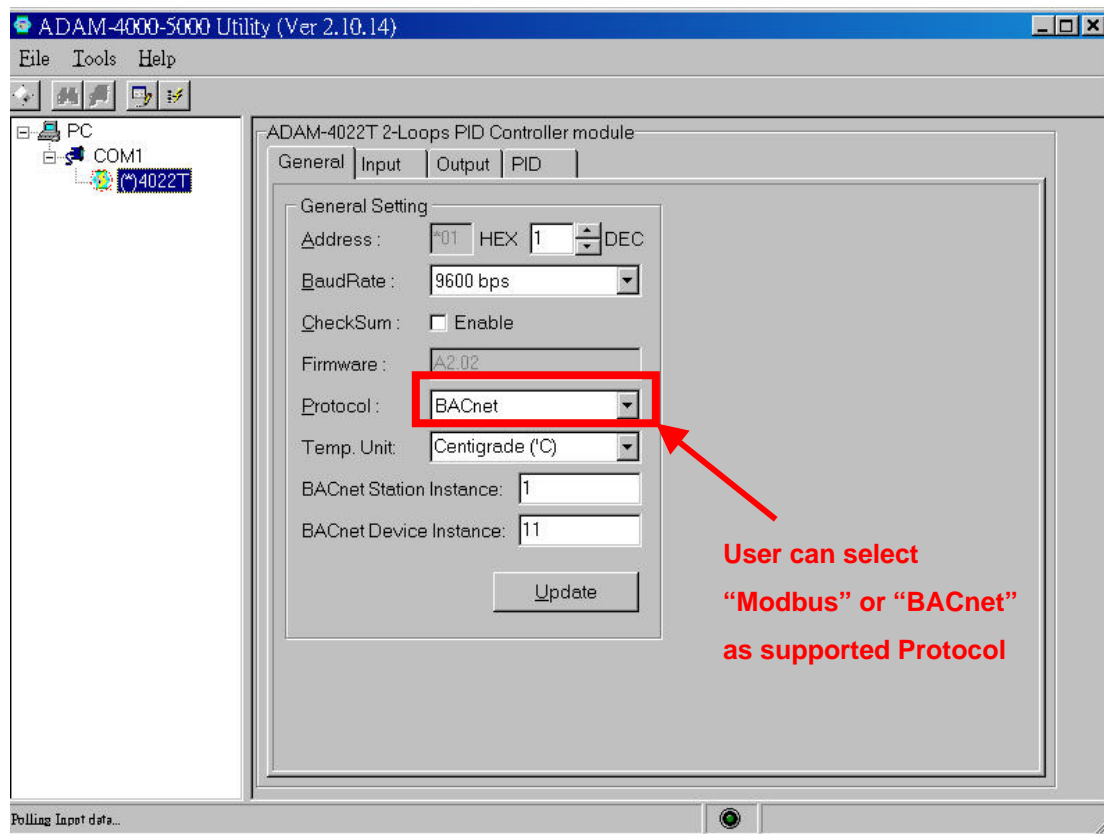 ADAM-4000-5000 Utility (Ver 2.10.14)
File Tools Help
PC
COM1
(*)4022T
ADAM-4022T 2-Loops PID Controller module
General Input Output PID
General Setting
Address : *01 HEX 1 DEC
BaudRate : 9600 bps
CheckSum : Enable
Firmware : A2.02
Protocol : BACnet
Temp. Unit: Centigrade ('C)
BACnet Station Instance: 1
BACnet Device Instance: 11
Update
User can select
“Modbus” or “BACnet”
as supported Protocol
Polling Input data...